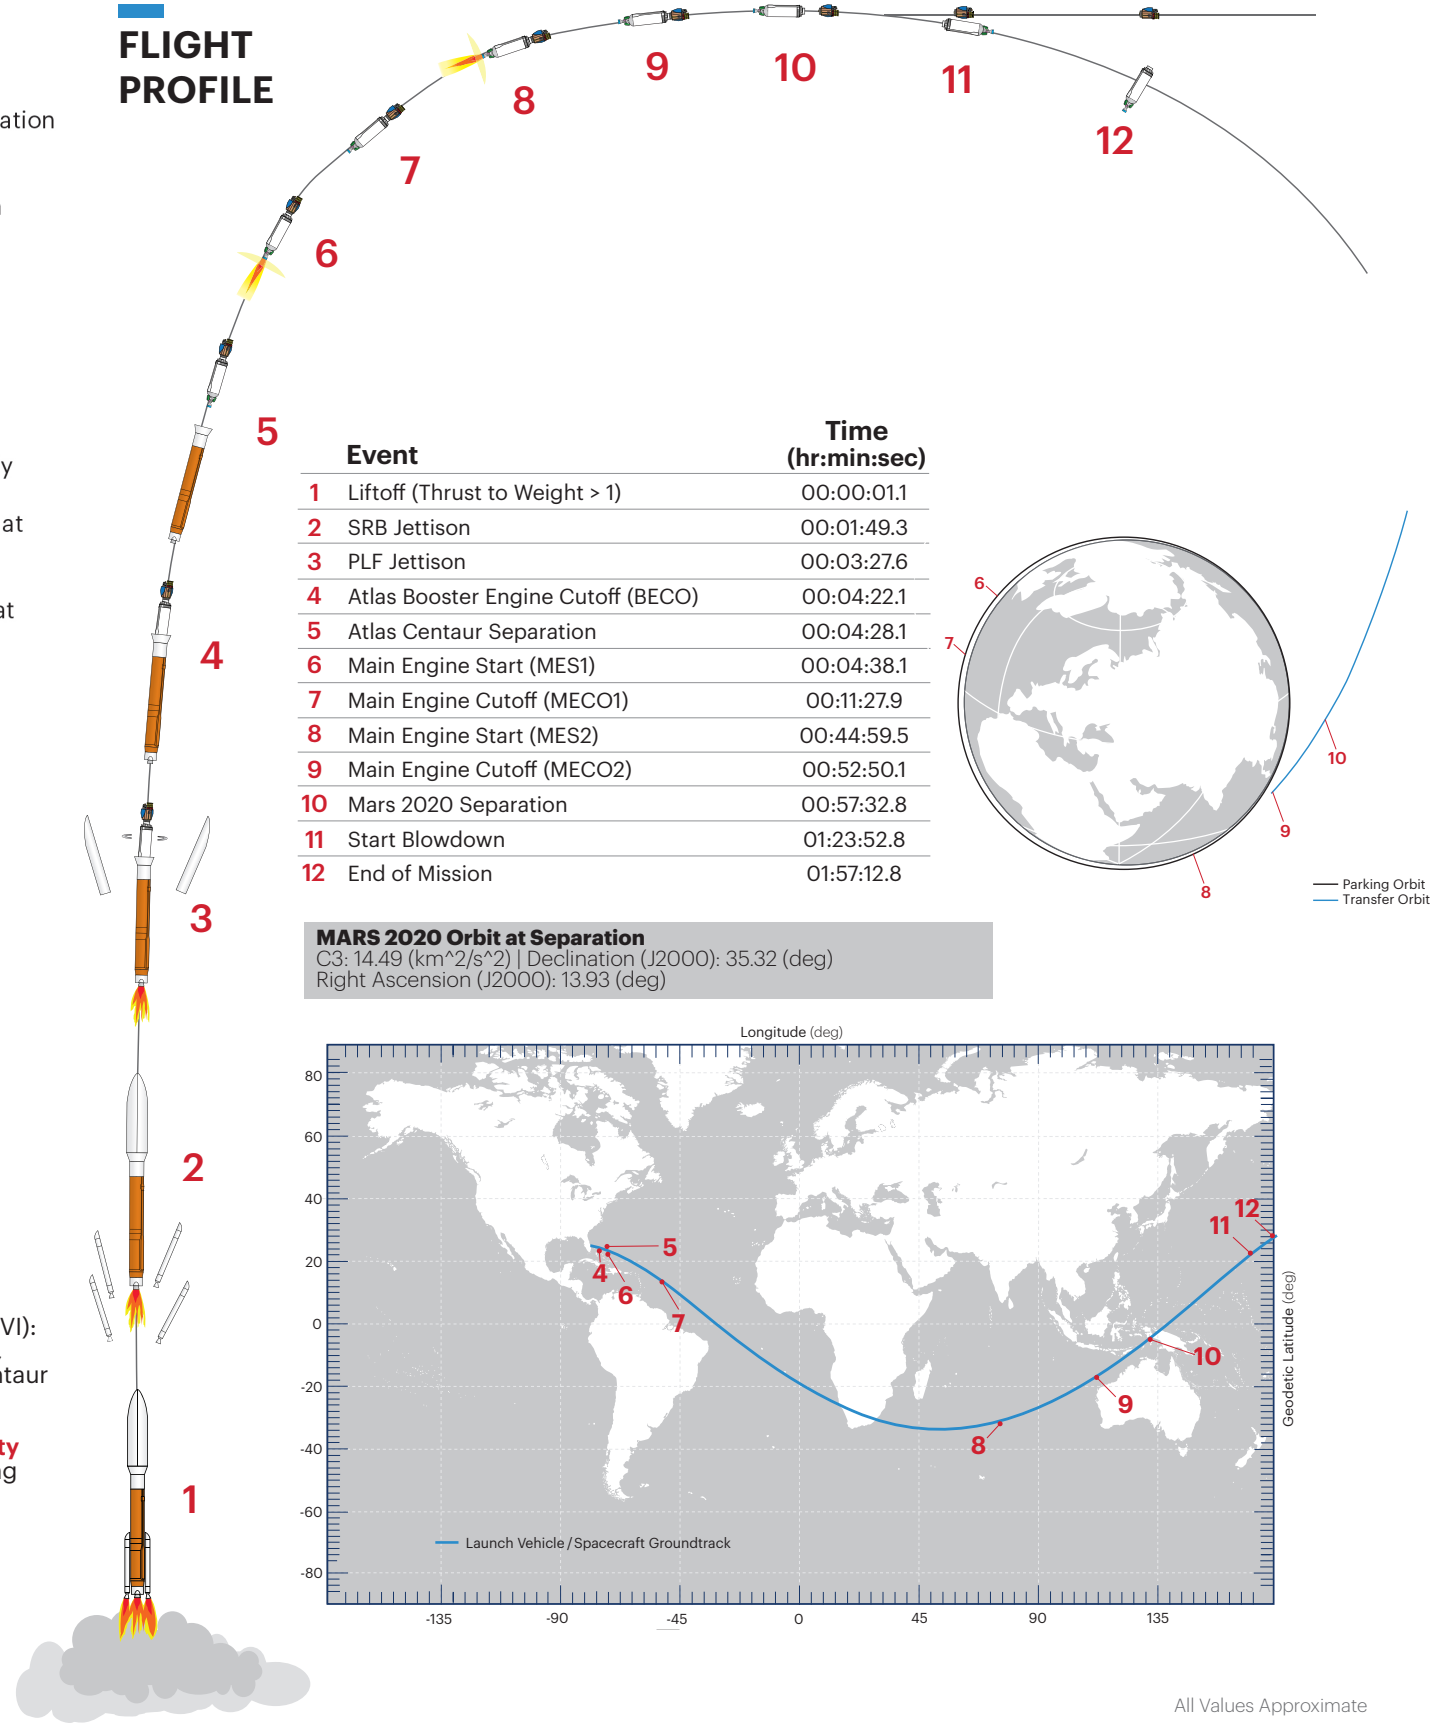 FLIGHT
PROFILE
ation
y
at
at
VI):
ntaur
ty
ng
9
10
11
8
12
7
6
5
4
3
2
1
Event Time (hr:min:sec)
1 Liftoff (Thrust to Weight > 1) 00:00:01.1
2 SRB Jettison 00:01:49.3
3 PLF Jettison 00:03:27.6
4 Atlas Booster Engine Cutoff (BECO) 00:04:22.1
5 Atlas Centaur Separation 00:04:28.1
6 Main Engine Start (MES1) 00:04:38.1
7 Main Engine Cutoff (MECO1) 00:11:27.9
8 Main Engine Start (MES2) 00:44:59.5
9 Main Engine Cutoff (MECO2) 00:52:50.1
10 Mars 2020 Separation 00:57:32.8
11 Start Blowdown 01:23:52.8
12 End of Mission 01:57:12.8
6
7
10
9
8
Parking Orbit
Transfer Orbit
MARS 2020 Orbit at Separation
C3: 14.49 (km^2/s^2) | Declination (J2000): 35.32 (deg)
Right Ascension (J2000): 13.93 (deg)
Longitude (deg)
80
60
40
20
0
-20
-40
-60
-80
12
11
5
4
6
7
10
9
8
Geodetic Latitude (deg)
Launch Vehicle/Spacecraft Groundtrack
-135 -90 -45 0 45 90 135
All Values Approximate